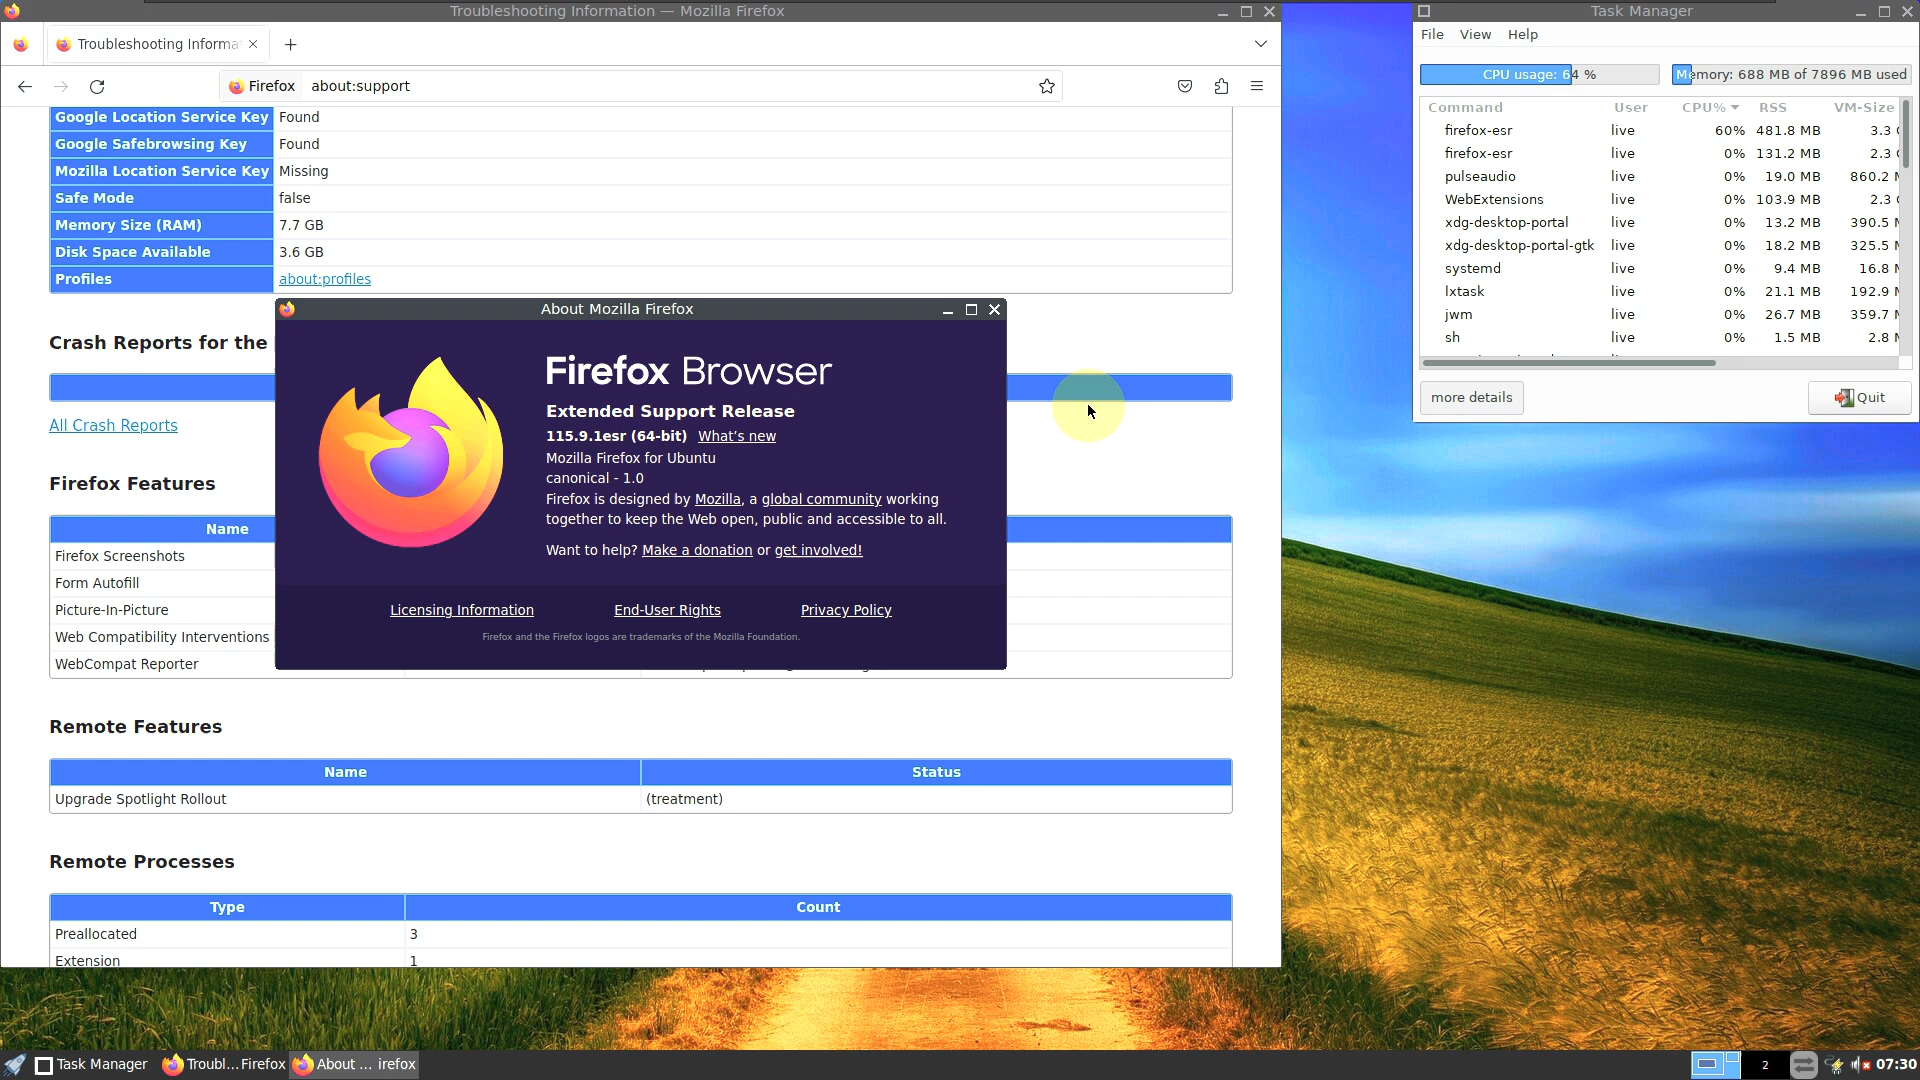 Troubleshooting Information — Mozilla Firefox
Troubleshooting Informa
Firefox about:support
Google Location Service Key Found
Google Safebrowsing Key Found
Mozilla Location Service Key Missing
Safe Mode false
Memory Size (RAM) 7.7 GB
Disk Space Available 3.6 GB
Profiles about:profiles
Crash Reports for the
All Crash Reports
Firefox Features
Name
Firefox Screenshots
Form Autofill
Picture-In-Picture
Web Compatibility Interventions
WebCompat Reporter
Remote Features
Name Status
Upgrade Spotlight Rollout (treatment)
Remote Processes
Type Count
Preallocated 3
Extension 1
About Mozilla Firefox
Firefox Browser
Extended Support Release
115.9.1esr (64-bit) What's new
Mozilla Firefox for Ubuntu
canonical - 1.0
Firefox is designed by Mozilla, a global community working
together to keep the Web open, public and accessible to all.
Want to help? Make a donation or get involved!
Licensing Information End-User Rights Privacy Policy
Firefox and the Firefox logos are trademarks of the Mozilla Foundation.
Task Manager
File View Help
CPU usage: 64 % Memory: 688 MB of 7896 MB used
Command User CPU% RSS VM-Size
firefox-esr live 60% 481.8 MB 3.3
firefox-esr live 0% 131.2 MB 2.3
pulseaudio live 0% 19.0 MB 860.2
WebExtensions live 0% 103.9 MB 2.3
xdg-desktop-portal live 0% 13.2 MB 390.5
xdg-desktop-portal-gtk live 0% 18.2 MB 325.5
systemd live 0% 9.4 MB 16.8
lxtask live 0% 21.1 MB 192.9
jwm live 0% 26.7 MB 359.7
sh live 0% 1.5 MB 2.8
more details Quit
Task Manager Troubl...Firefox About ... irefox 2 07:30